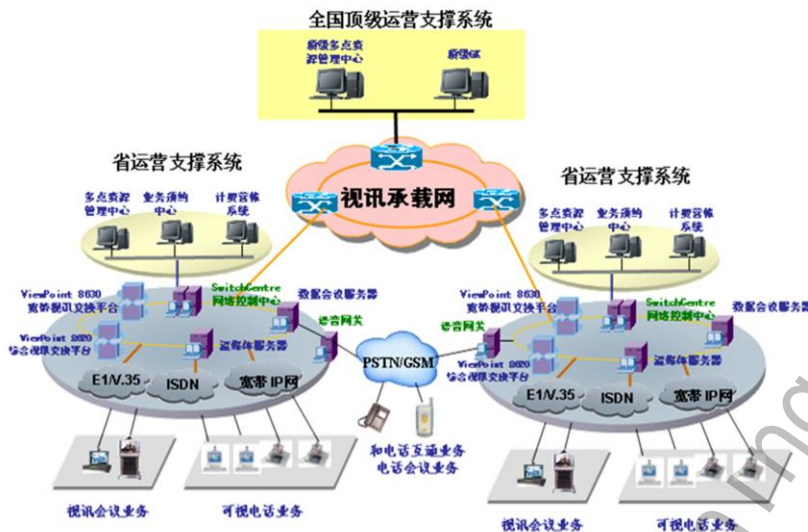 全国顶级运营支撑系统
顶级多点资
源管理中心
顶级GK
视讯承载网
省运营支撑系统
多点资源
管理中心
业务预约
中心
计费营帐
系统
ViewPoint 8630
宽带视讯交换平台
SwitchCentre
网络控制中心
数据会议服务器
语音网关
ViewPoint 8620
综合视讯交换平台
流媒体服务器
E1/V.35
ISDN
宽带IP网
视讯会议业务
可视电话业务
PSTN/GSM
和电话互通业务
电话会议业务
省运营支撑系统
多点资源
管理中心
业务预约
中心
计费营帐
系统
ViewPoint 8630
宽带视讯交换平台
SwitchCentre
网络控制中心
数据会议服务器
语音网关
ViewPoint 8620
综合视讯交换平台
流媒体服务器
E1/V.35
ISDN
宽带IP网
视讯会议业务
可视电话业务